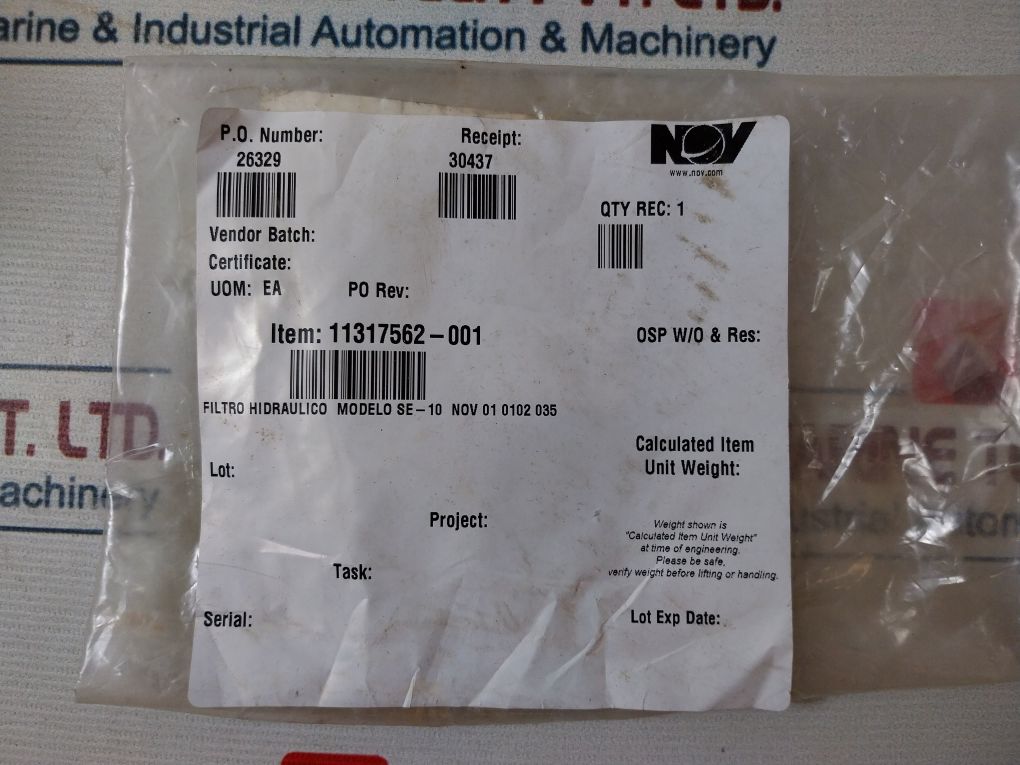 arine & Industrial Automation & Machinery
P.O. Number: Receipt: NOV
26329 30437 www.nov.com
QTY REC: 1
Vendor Batch:
Certificate:
UOM: EA PO Rev:
Item: 11317562-001 OSP W/O & Res:
FILTRO HIDRAULICO MODELO SE-10 NOV 01 0102 035
T. LTD.
Calculated Item
Lot: Unit Weight:
achinery
Project:
Weight shown is
"Calculated Item Unit Weight"
at time of engineering.
Please be safe,
verify weight before lifting or handling.
Task:
Serial: Lot Exp Date: